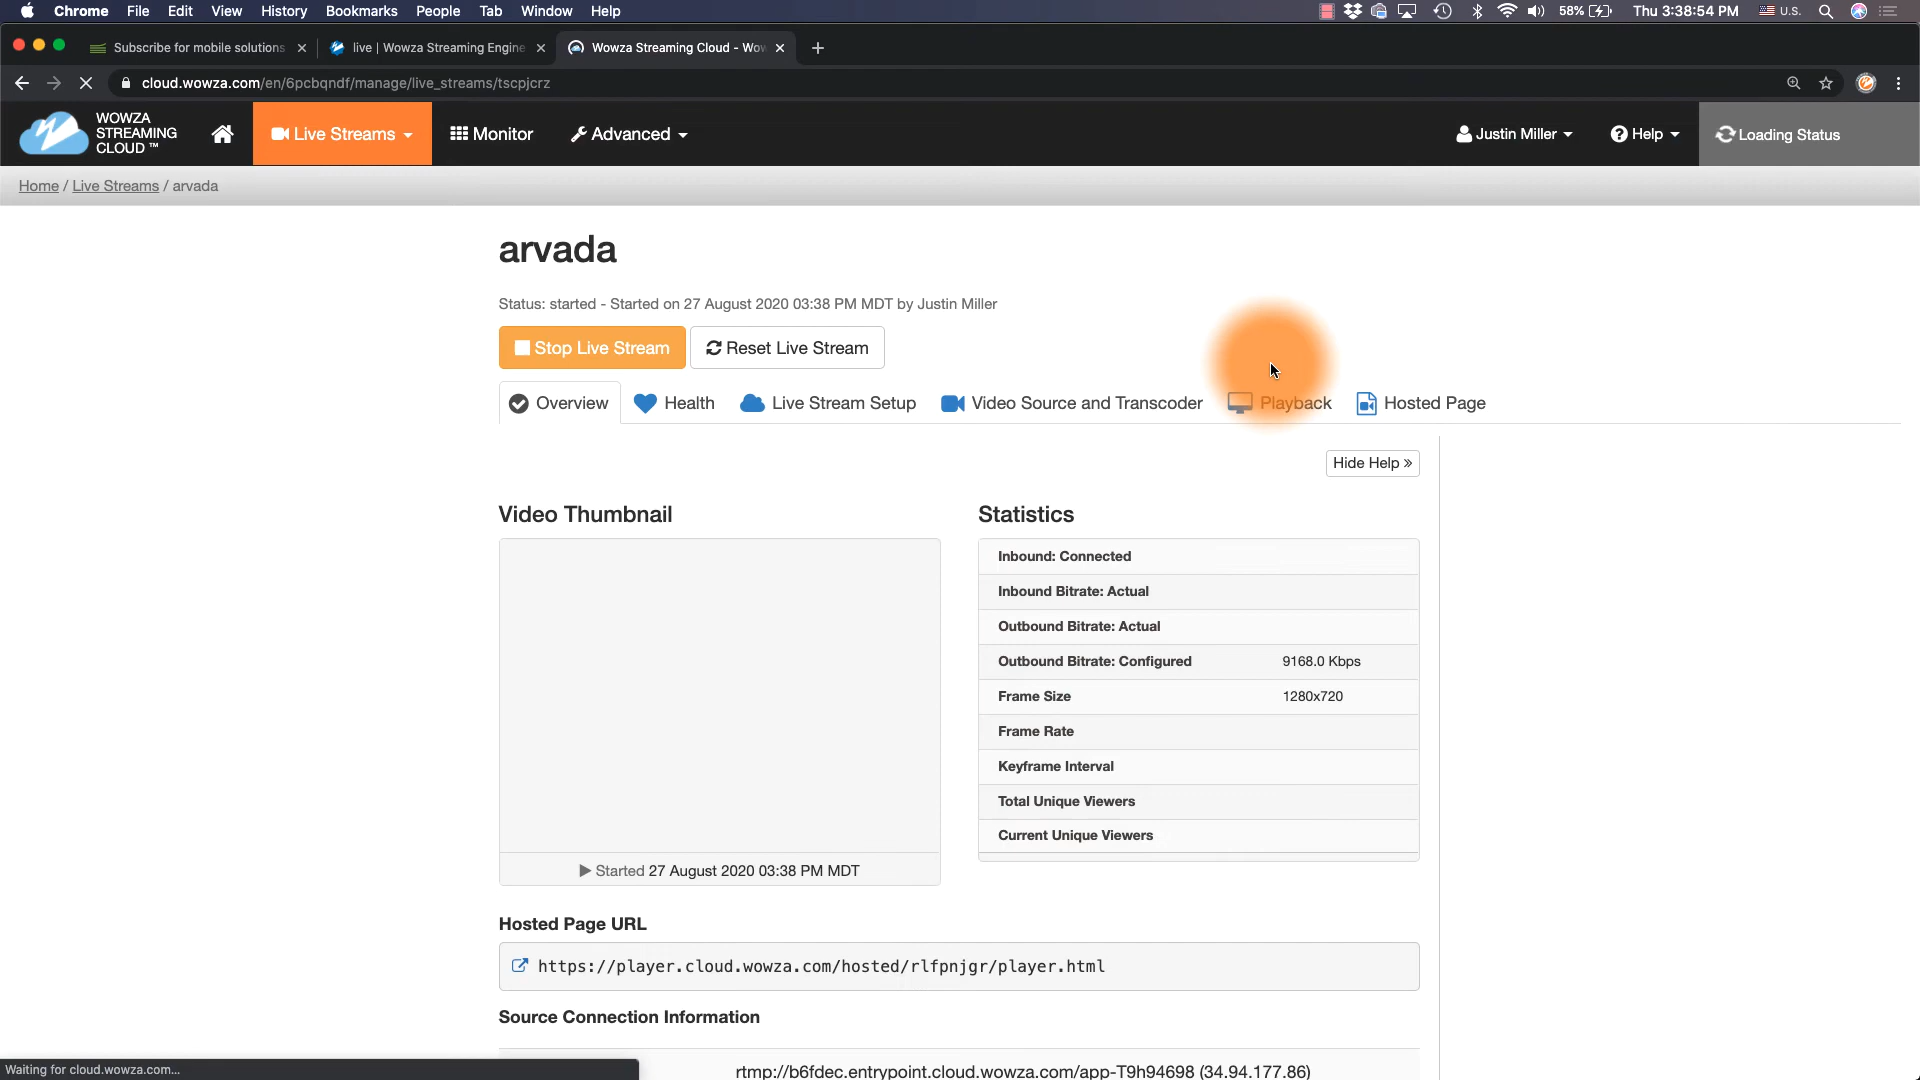 Chrome File Edit View History Bookmarks People Tab Window Help 58% Thu 3:38:54 PM U.S.
Subscribe for mobile solutions live | Wowza Streaming Engine Wowza Streaming Cloud - Wow
cloud.wowza.com/en/6pcbqndf/manage/live_streams/tscpjcrz
WOWZA
STREAMING
CLOUD ™
Live Streams Monitor Advanced Justin Miller Help Loading Status
Home / Live Streams / arvada
arvada
Status: started - Started on 27 August 2020 03:38 PM MDT by Justin Miller
Stop Live Stream Reset Live Stream
Overview Health Live Stream Setup Video Source and Transcoder Playback Hosted Page
Hide Help »
Video Thumbnail
Statistics
Inbound: Connected
Inbound Bitrate: Actual
Outbound Bitrate: Actual
Outbound Bitrate: Configured 9168.0 Kbps
Frame Size 1280x720
Frame Rate
Keyframe Interval
Total Unique Viewers
Current Unique Viewers
Started 27 August 2020 03:38 PM MDT
Hosted Page URL
https://player.cloud.wowza.com/hosted/rlfpnjgr/player.html
Source Connection Information
rtmp://b6fdec.entrypoint.cloud.wowza.com/app-T9h94698 (34.94.177.86)
Waiting for cloud.wowza.com...